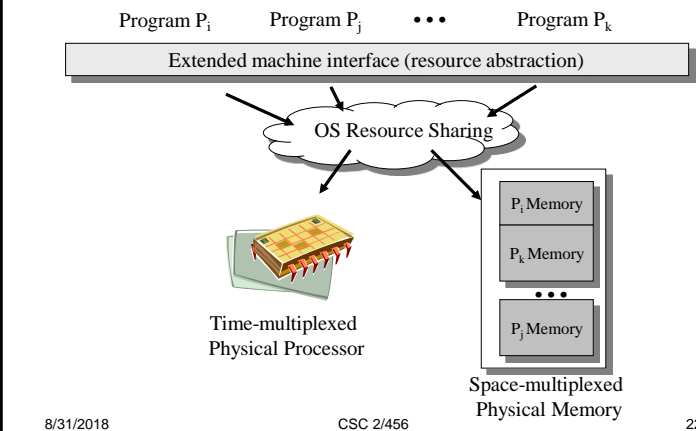 Program Pi Program Pj ••• Program Pk
Extended machine interface (resource abstraction)
OS Resource Sharing
Pi Memory
Pk Memory
•••
Pj Memory
Time-multiplexed
Physical Processor
Space-multiplexed
Physical Memory
8/31/2018 CSC 2/456